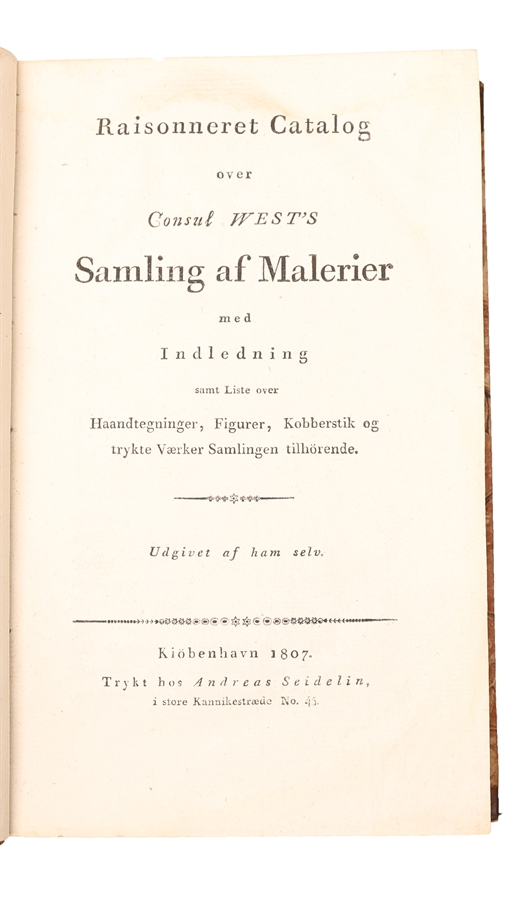 Raisonneret Catalog
over
Consul WEST'S
Samling af Malerier
med
Indledning
samt Liste over
Haandtegninger, Figurer, Kobberstik og
trykte Værker Samlingen tilhörende.
Udgivet af ham selv.
Kiöbenhavn 1807.
Trykt hos Andreas Seidelin,
i store Kannikestræde No.